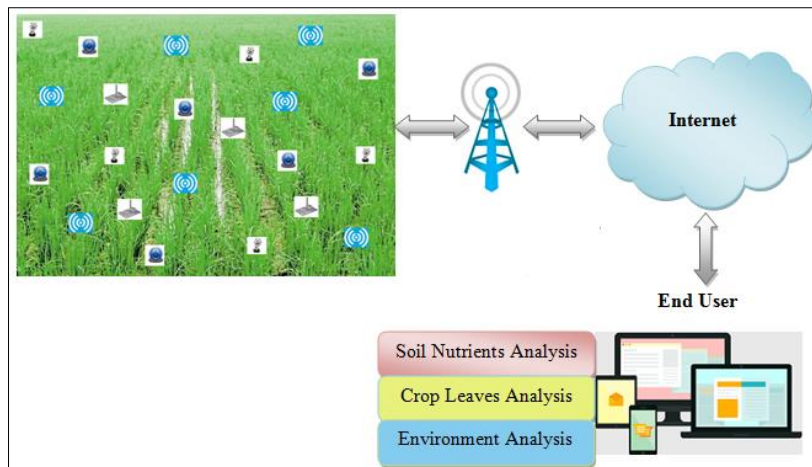 Internet
End User
Soil Nutrients Analysis
Crop Leaves Analysis
Environment Analysis